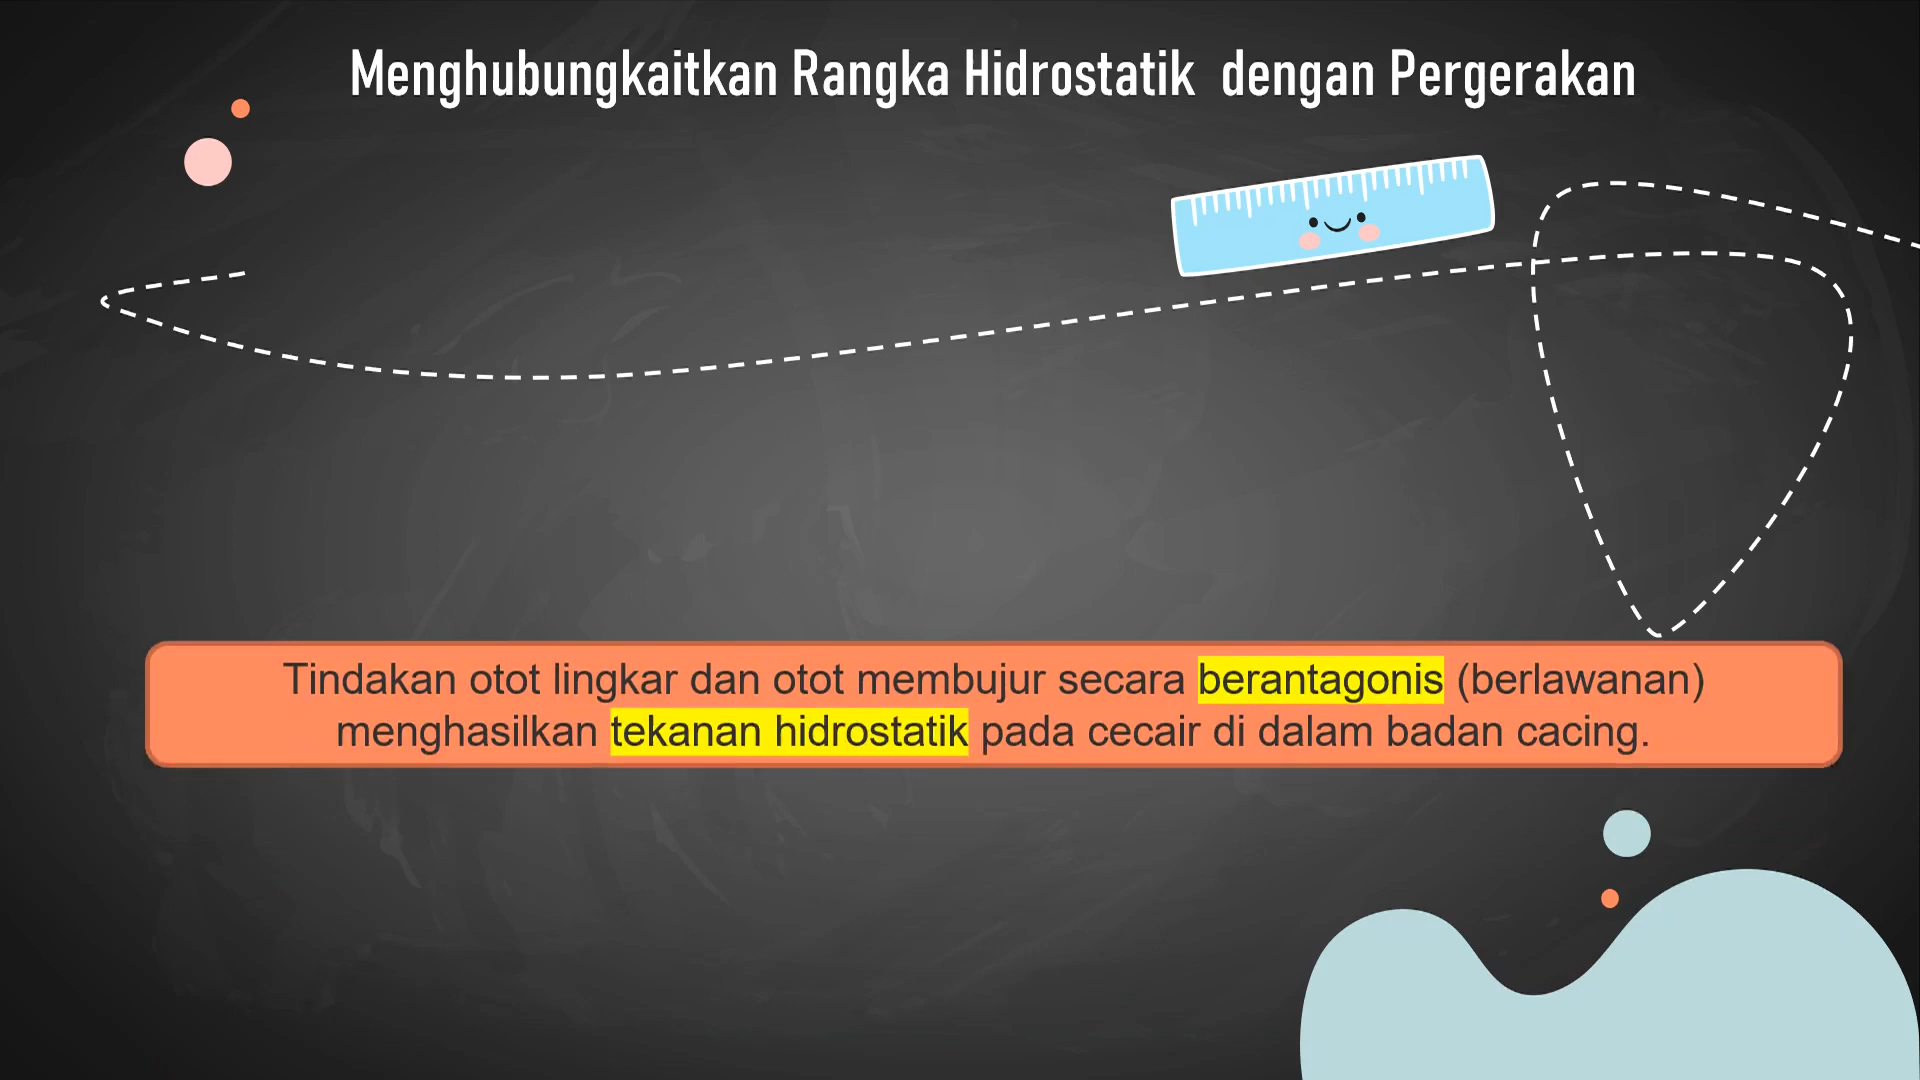 Menghubungkaitkan Rangka Hidrostatik dengan Pergerakan
Tindakan otot lingkar dan otot membujur secara berantagonis (berlawanan)
menghasilkan tekanan hidrostatik pada cecair di dalam badan cacing.